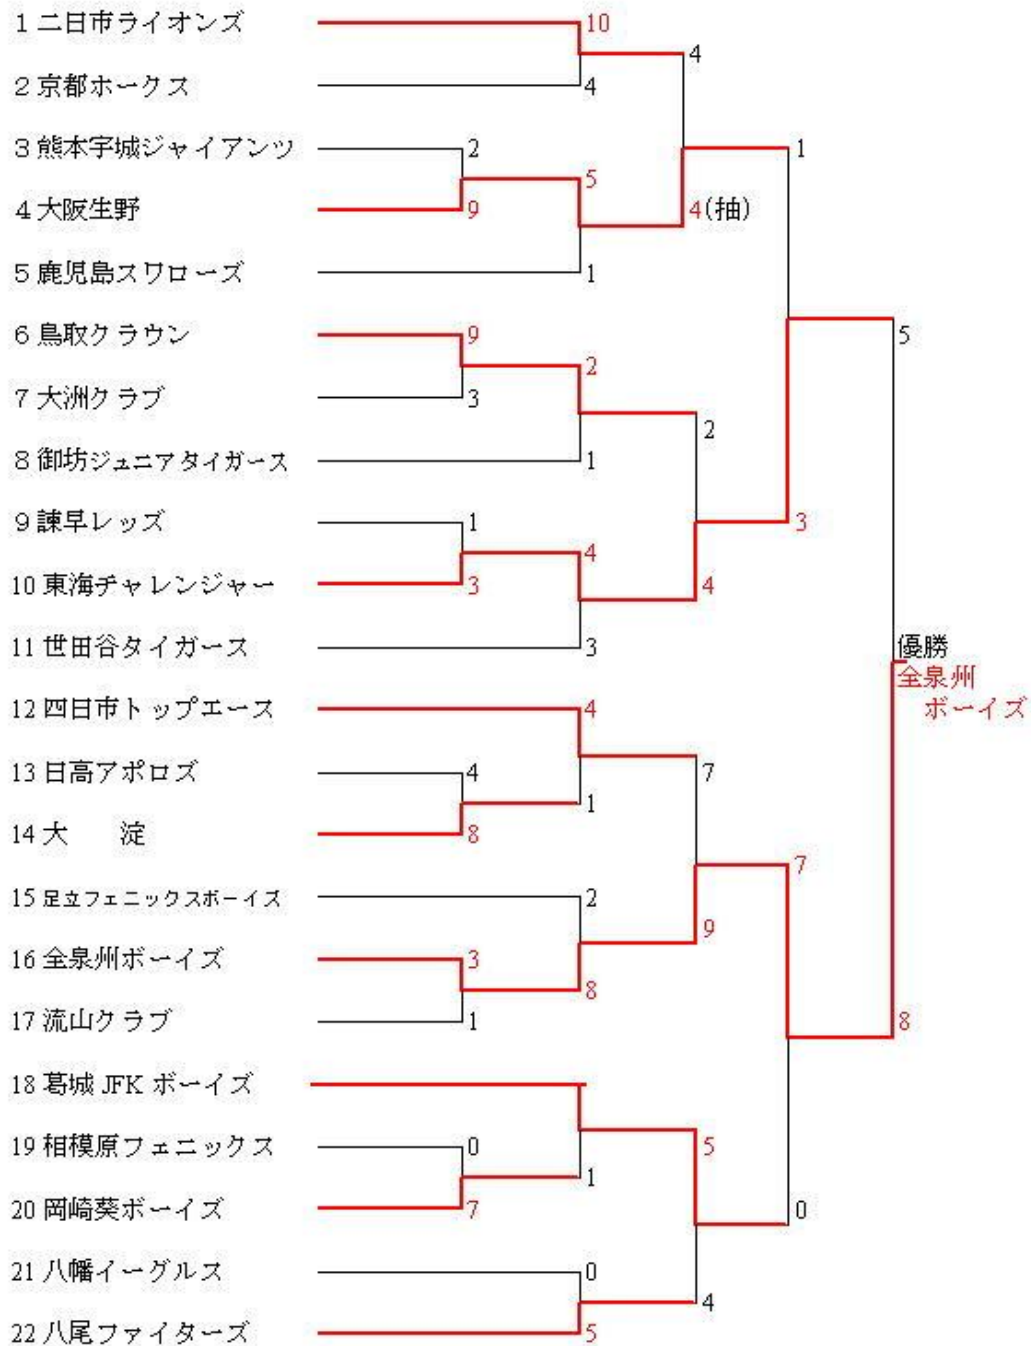 1 二日市ライオンズ
10
4
2 京都ホークス
4
3 熊本宇城ジャイアンツ
2
1
5
4 大阪生野
9
4(抽)
5 鹿児島スワローズ
1
6 鳥取クラウン
9
5
2
7 大洲クラブ
3
2
8 御坊ジュニアタイガース
1
9 諫早レッズ
1
3
4
10 東海チャレンジャー
3
4
11 世田谷タイガース
3
優勝
全泉州
ボーイズ
12 四日市トップエース
4
13 日高アポロズ
4
7
1
14 大 淀
8
7
15 足立フェニックスボーイズ
2
9
16 全泉州ボーイズ
3
8
17 流山クラブ
1
8
18 葛城 JFK ボーイズ
19 相模原フェニックス
0
5
1
20 岡崎葵ボーイズ
7
0
21 八幡イーグルス
0
4
22 八尾ファイターズ
5